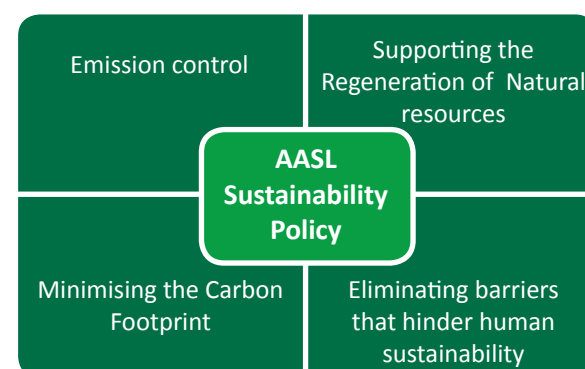 Emission control
Supporting the
Regeneration of Natural
resources
AASL
Sustainability
Policy
Minimising the Carbon
Footprint
Eliminating barriers
that hinder human
sustainability